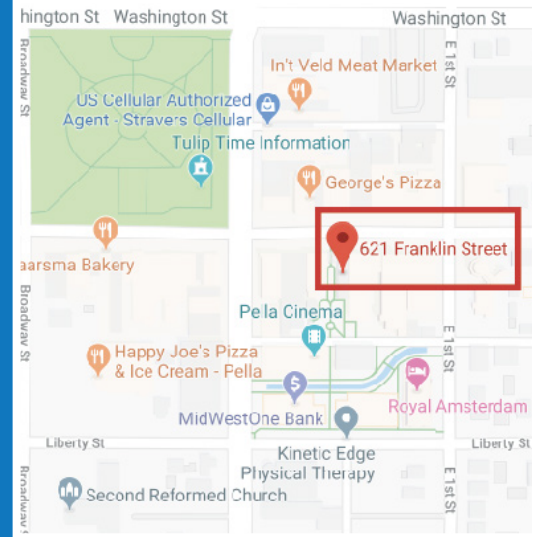 hington St
Washington St
Washington St
Broadway St
E 1st St
In't Veld Meat Market
US Cellular Authorized
Agent - Stravers Cellular
Tulip Time Information
George's Pizza
621 Franklin Street
aarsma Bakery
Broadway St
Pella Cinema
E 1st St
Happy Joe's Pizza
& Ice Cream - Pella
Royal Amsterdam
MidWestOne Bank
Liberty St
Liberty St
Kinetic Edge
Physical Therapy
Broadway S
E 1st St
Second Reformed Church